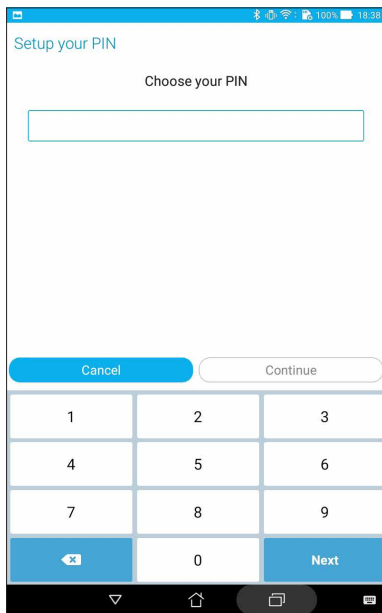 100% 18:38
Setup your PIN
Choose your PIN
Cancel Continue
1 2 3
4 5 6
7 8 9
0 Next